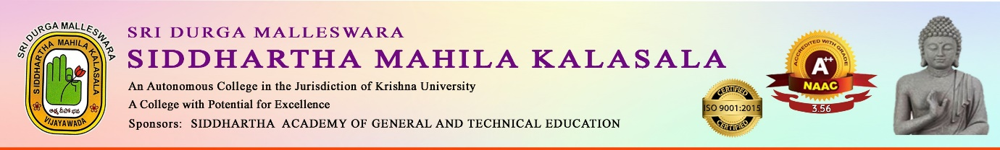 SRI DURGA MALLESWARA
SIDDHARTHA MAHILA KALASALA
VIJAYAWADA
ఆత్మ దీపో భవ
SRI DURGA MALLESWARA
SIDDHARTHA MAHILA KALASALA
An Autonomous College in the Jurisdiction of Krishna University
A College with Potential for Excellence
Sponsors: SIDDHARTHA ACADEMY OF GENERAL AND TECHNICAL EDUCATION
CERTIFIED
ISO 9001:2015
CERTIFIED
ACCREDITED WITH GRADE
A++
NAAC
3.56